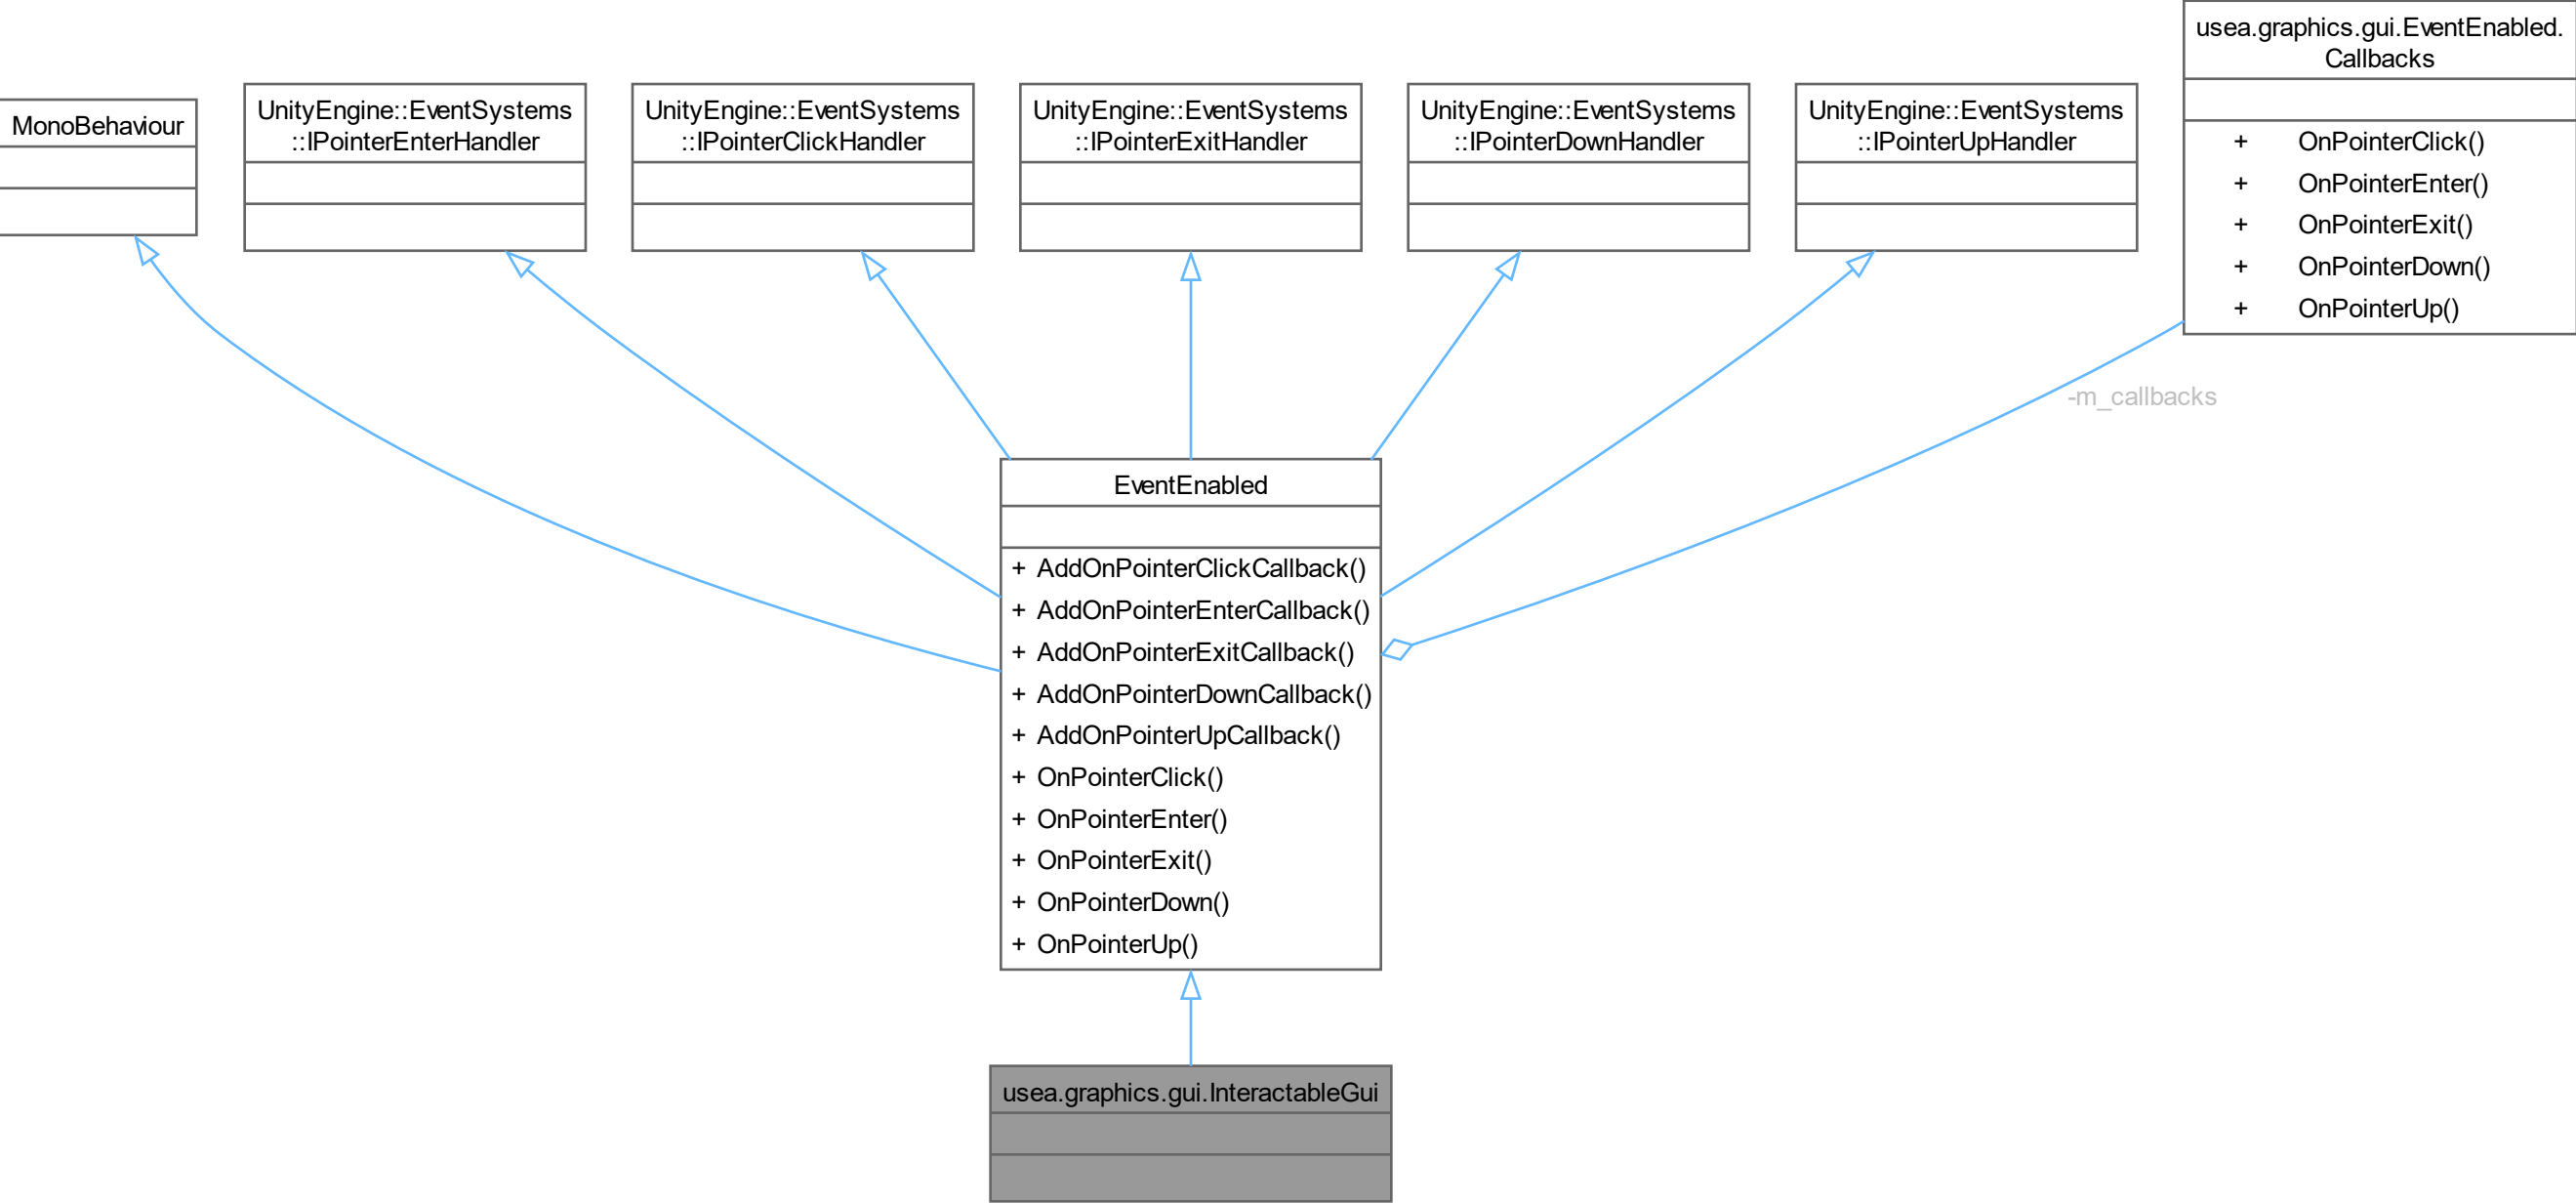 MonoBehaviour
UnityEngine::EventSystems
::IPointerEnterHandler
UnityEngine::EventSystems
::IPointerClickHandler
UnityEngine::EventSystems
::IPointerExitHandler
UnityEngine::EventSystems
::IPointerDownHandler
UnityEngine::EventSystems
::IPointerUpHandler
usea.graphics.gui.EventEnabled.
Callbacks
+ OnPointerClick()
+ OnPointerEnter()
+ OnPointerExit()
+ OnPointerDown()
+ OnPointerUp()
-m_callbacks
EventEnabled
+ AddOnPointerClickCallback()
+ AddOnPointerEnterCallback()
+ AddOnPointerExitCallback()
+ AddOnPointerDownCallback()
+ AddOnPointerUpCallback()
+ OnPointerClick()
+ OnPointerEnter()
+ OnPointerExit()
+ OnPointerDown()
+ OnPointerUp()
usea.graphics.gui.InteractableGui